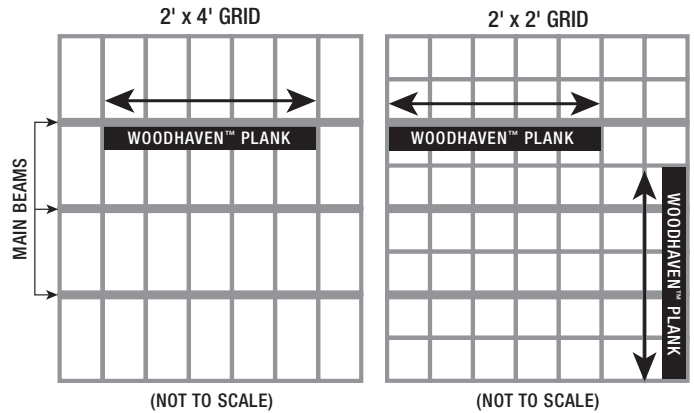 2' x 4' GRID
2' x 2' GRID
WOODHAVEN™ PLANK
WOODHAVEN™ PLANK
MAIN BEAMS
WOODHAVEN™ PLANK
(NOT TO SCALE)
(NOT TO SCALE)